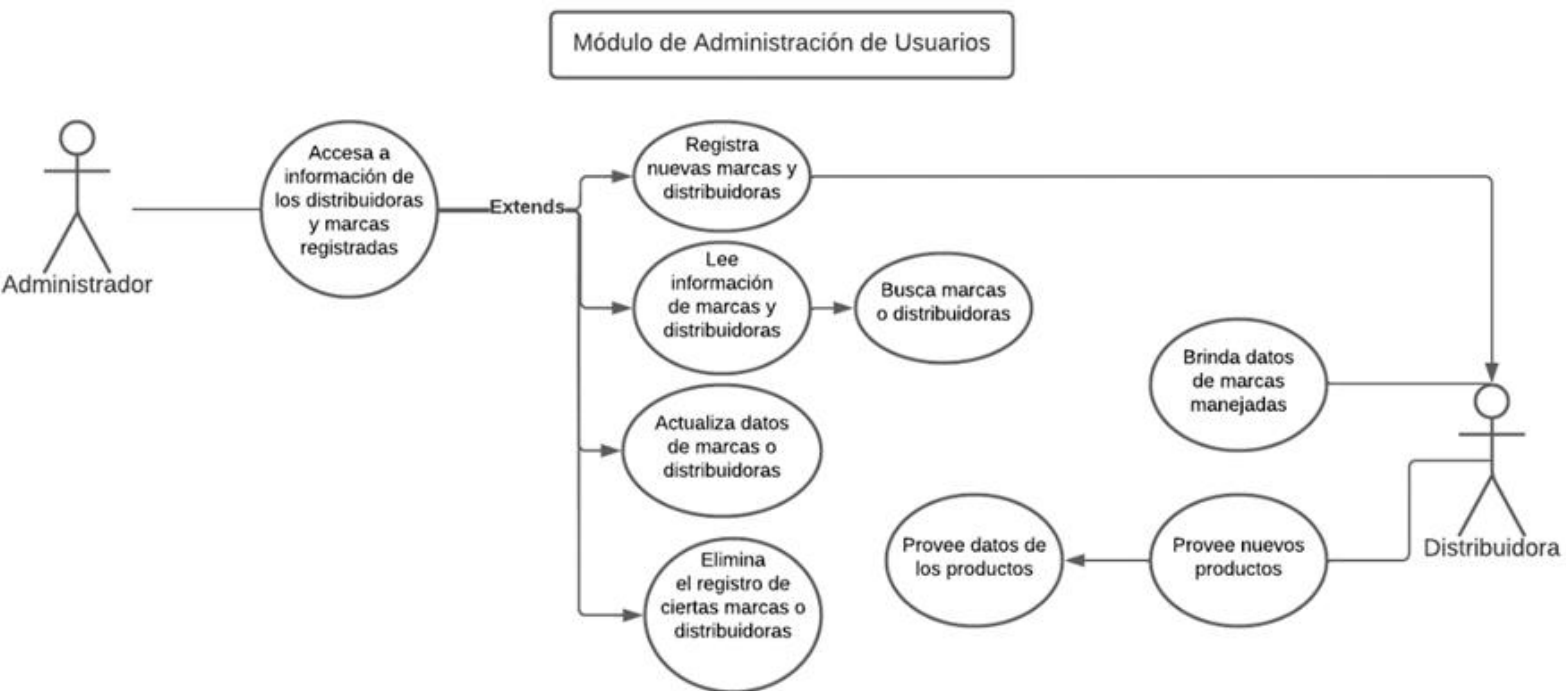 Módulo de Administración de Usuarios
Accesa a
información de
los distribuidoras
y marcas
registradas
Administrador
Extends
Registra
nuevas marcas y
distribuidoras
Lee
información
de marcas y
distribuidoras
Busca marcas
o distribuidoras
Actualiza datos
de marcas o
distribuidoras
Elimina
el registro de
ciertas marcas o
distribuidoras
Brinda datos
de marcas
manejadas
Provee datos de
los productos
Provee nuevos
productos
Distribuidora